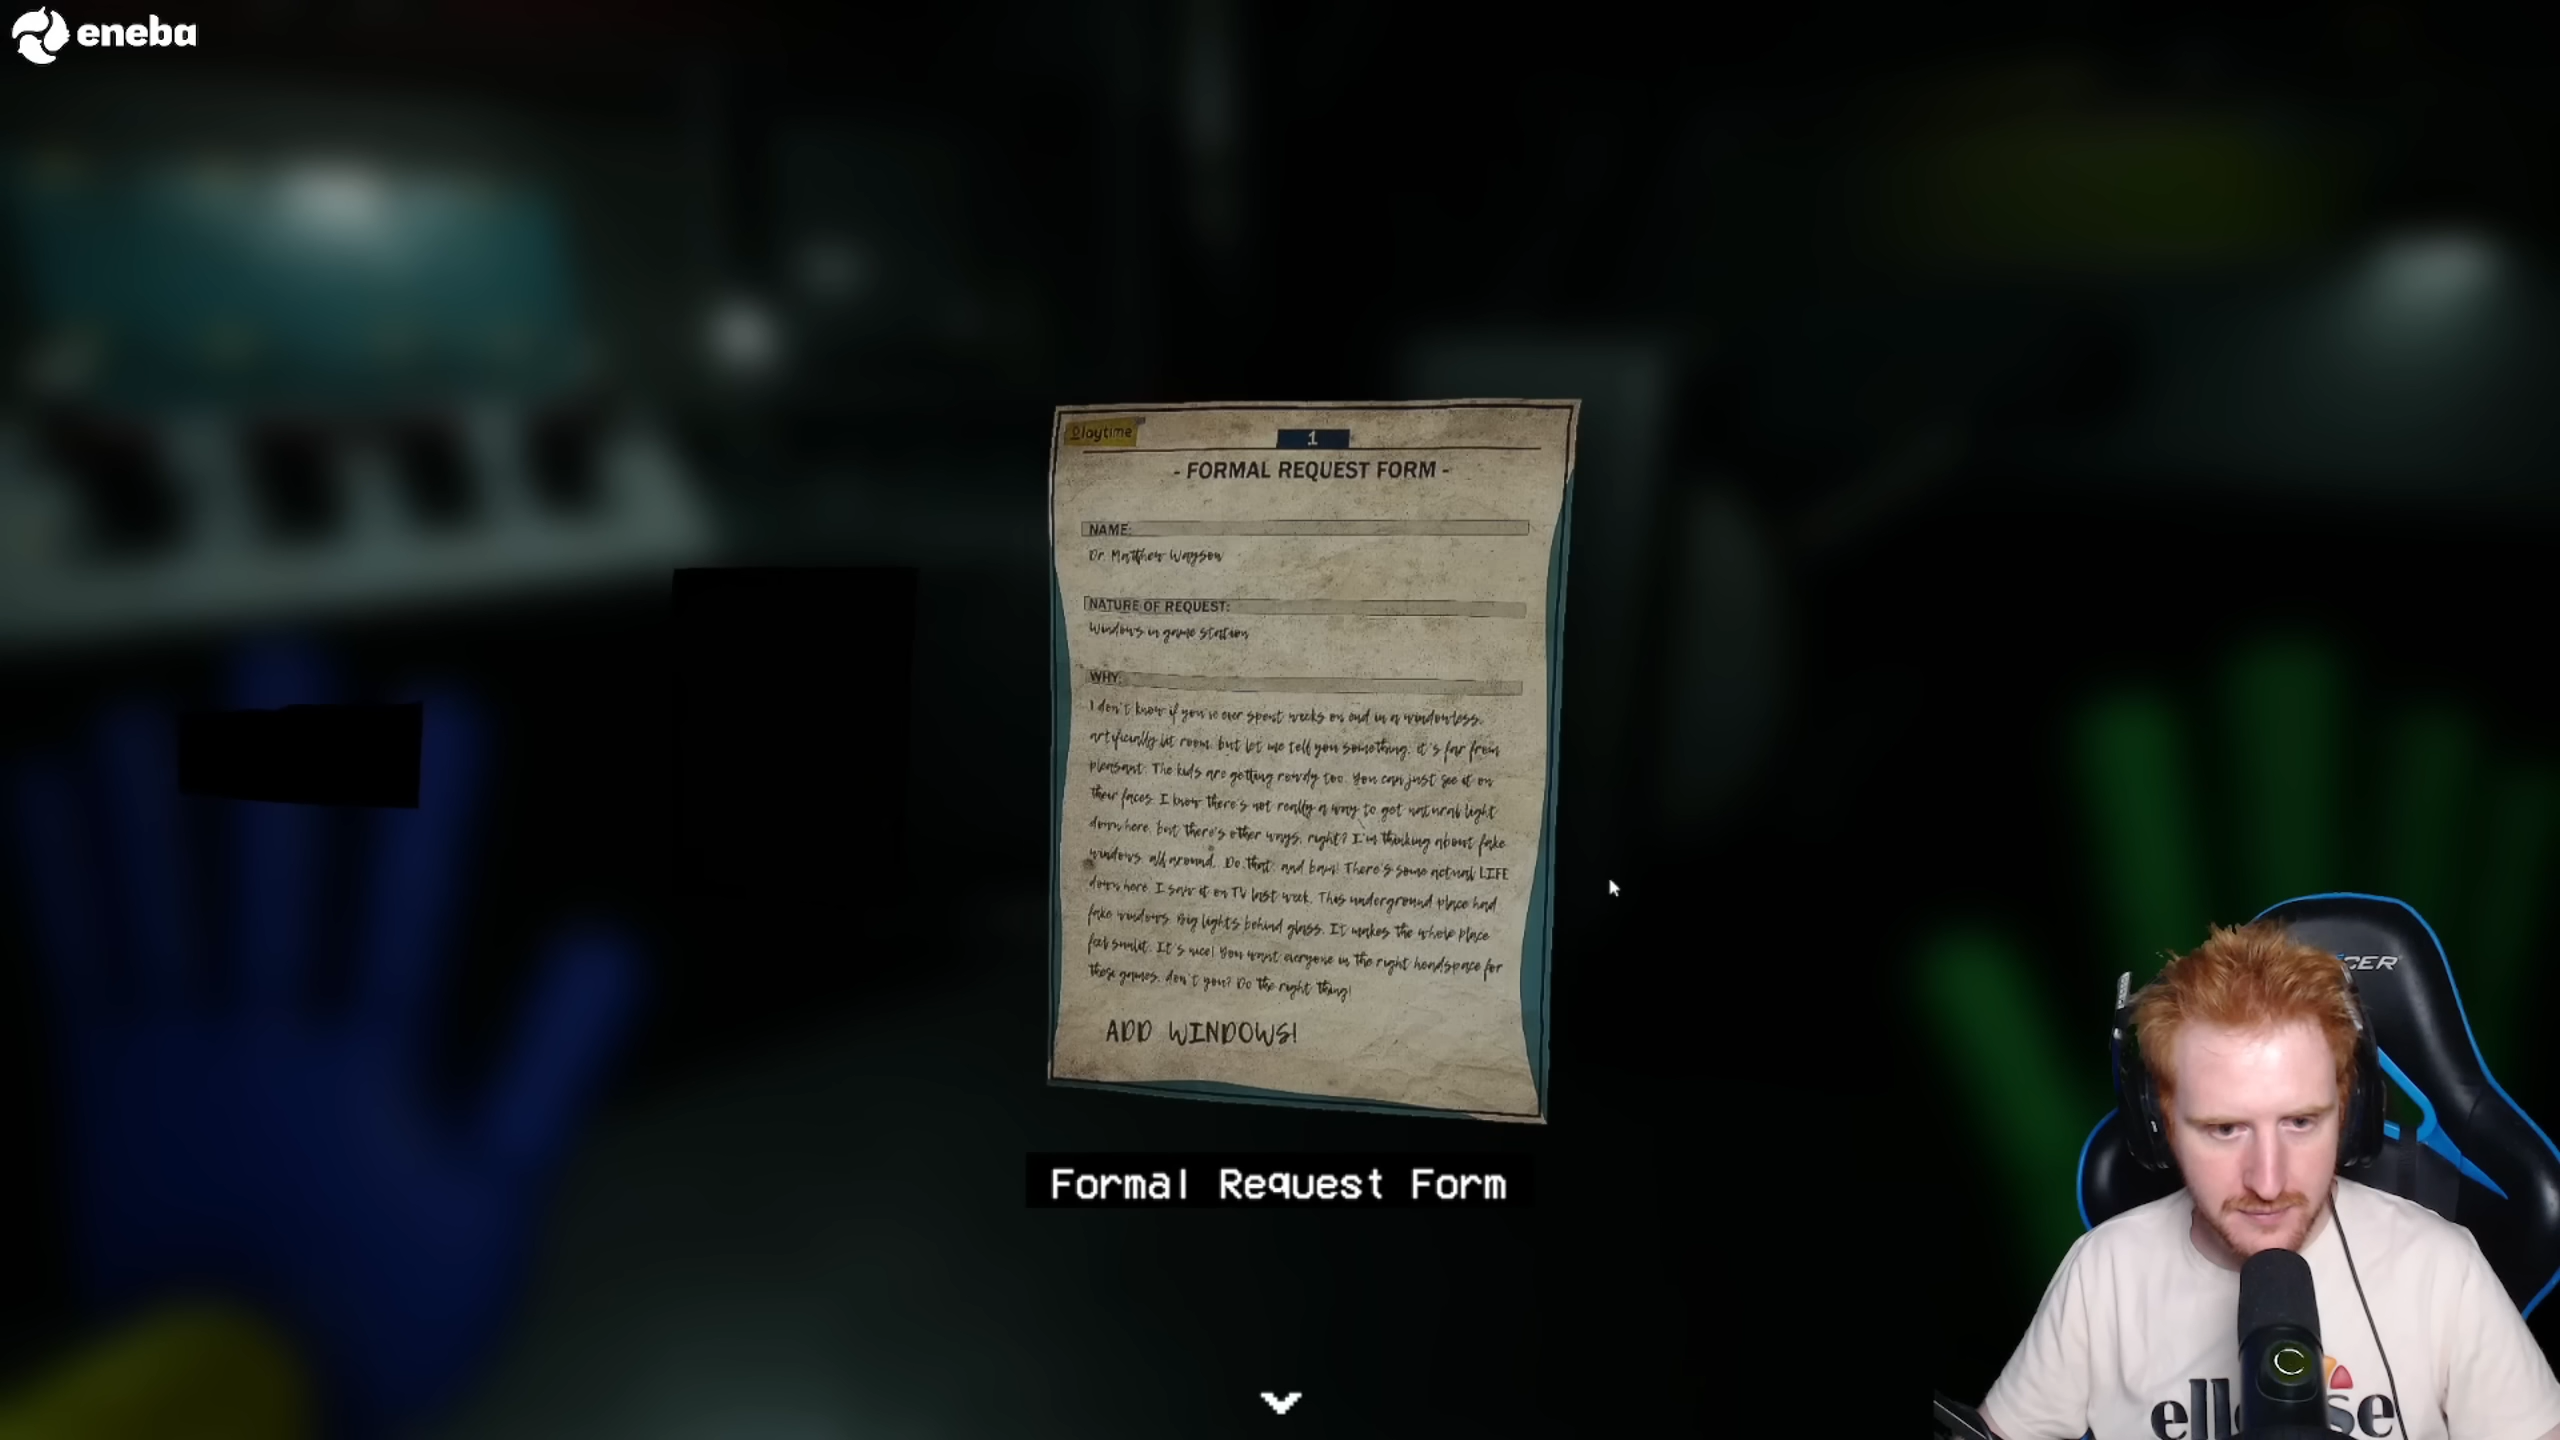 eneba
Playtime
1
- FORMAL REQUEST FORM -
NAME:
Dr. Matthew Wayson
NATURE OF REQUEST:
Windows in game station
WHY:
I don't know if you've ever spent weeks on end in a windowless,
artificially lit room, but let me tell you something, it's far from
pleasant. The kids are getting rowdy too. You can just see it on
their faces. I know there's not really a way to get natural light
down here, but there's other ways, right? I'm thinking about fake
windows, all around. Do that, and bam! There's some actual LIFE
down here. I saw it on TV last week. This underground place had
fake windows. Big lights behind glass. It makes the whole place
feel sunlit. It's nice! You want everyone in the right headspace for
these games, don't you? Do the right thing!
ADD WINDOWS!
Formal Request Form
CER
ell se